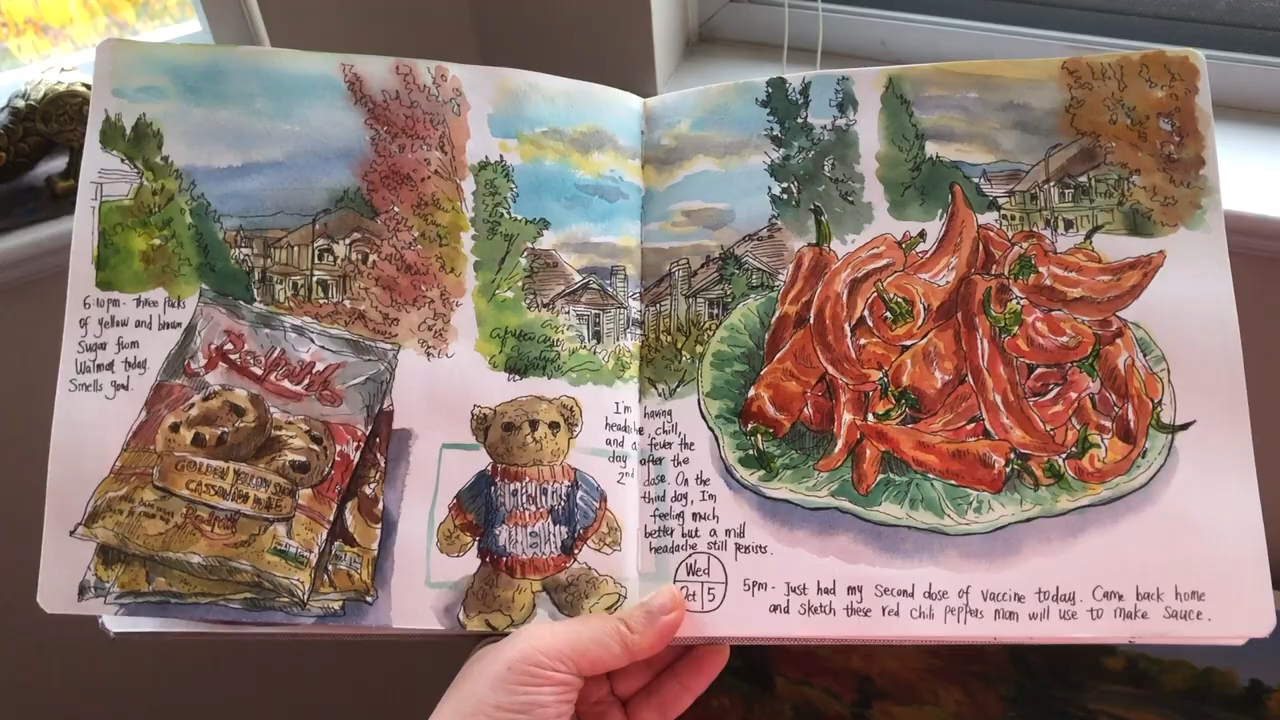 6:10pm - Three packs
of yellow and brown
Sugar from
Walmat today.
Smells good.
Redpath
GOLDEN YELLOW
CASSONADE
Redpath
I'm having
headache, chill,
and a fever the
day after the
2nd dose. On the
third day, I'm
feeling much
better but a mild
headache still persists.
Wed
Oct 5
5pm - Just had my second dose of vaccine today. Came back home
and sketch these red chili peppers Mom will use to make sauce.